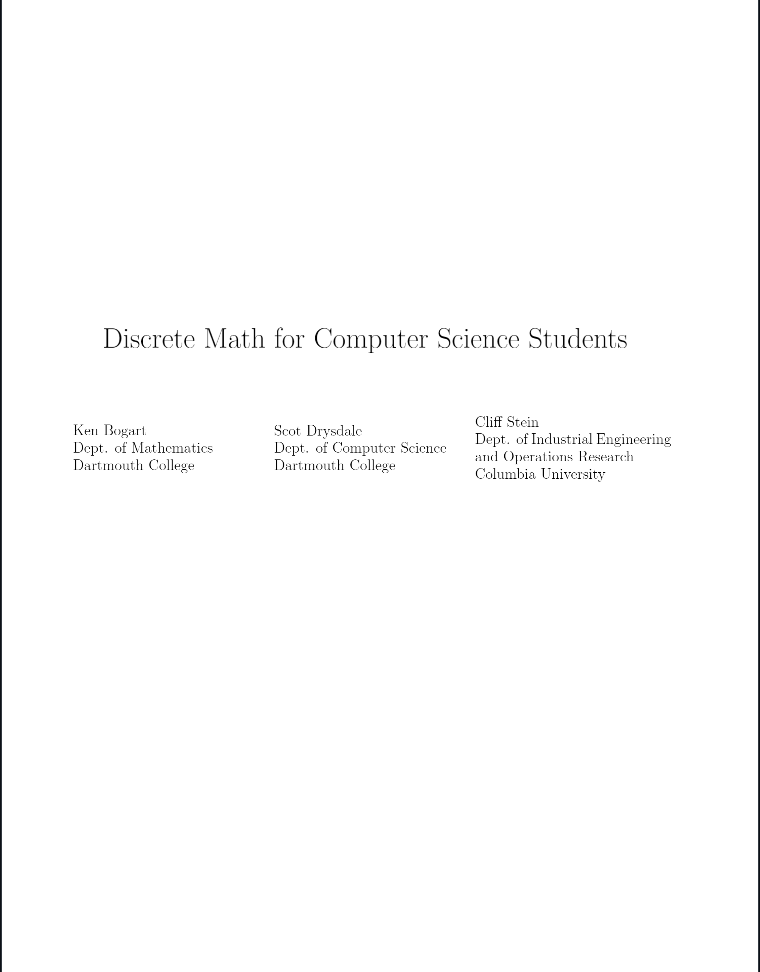 Discrete Math for Computer Science Students
Ken Bogart
Dept. of Mathematics
Dartmouth College
Scot Drysdale
Dept. of Computer Science
Dartmouth College
Cliff Stein
Dept. of Industrial Engineering
and Operations Research
Columbia University